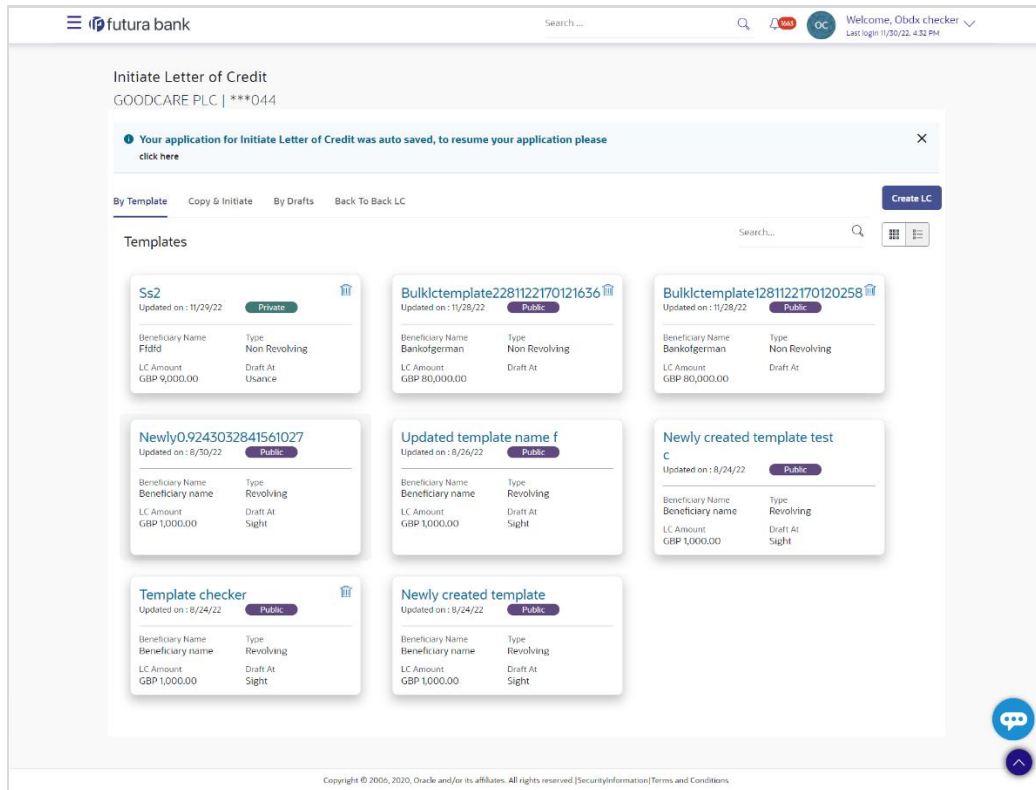 futura bank
Search ...
1663
OC
Welcome, Obdx checker
Last login 11/30/22, 4:32 PM
Initiate Letter of Credit
GOODCARE PLC | ***044
Your application for Initiate Letter of Credit was auto saved, to resume your application please
click here
By Template Copy & Initiate By Drafts Back To Back LC
Create LC
Templates
Search...
Ss2
Updated on : 11/29/22 Private
Beneficiary Name Type
Ffdfd Non Revolving
LC Amount Draft At
GBP 9,000.00 Usance
Bulklctemplate2281122170121636
Updated on : 11/28/22 Public
Beneficiary Name Type
Bankofgerman Non Revolving
LC Amount Draft At
GBP 80,000.00
Bulklctemplate1281122170120258
Updated on : 11/28/22 Public
Beneficiary Name Type
Bankofgerman Non Revolving
LC Amount Draft At
GBP 80,000.00
Newly0.9243032841561027
Updated on : 8/30/22 Public
Beneficiary Name Type
Beneficiary name Revolving
LC Amount Draft At
GBP 1,000.00 Sight
Updated template name f
Updated on : 8/26/22 Public
Beneficiary Name Type
Beneficiary name Revolving
LC Amount Draft At
GBP 1,000.00 Sight
Newly created template test
c
Updated on : 8/24/22 Public
Beneficiary Name Type
Beneficiary name Revolving
LC Amount Draft At
GBP 1,000.00 Sight
Template checker
Updated on : 8/24/22 Public
Beneficiary Name Type
Beneficiary name Revolving
LC Amount Draft At
GBP 1,000.00 Sight
Newly created template
Updated on : 8/24/22 Public
Beneficiary Name Type
Beneficiary name Revolving
LC Amount Draft At
GBP 1,000.00 Sight
Copyright © 2006, 2020, Oracle and/or its affiliates. All rights reserved.|SecurityInformation|Terms and Conditions